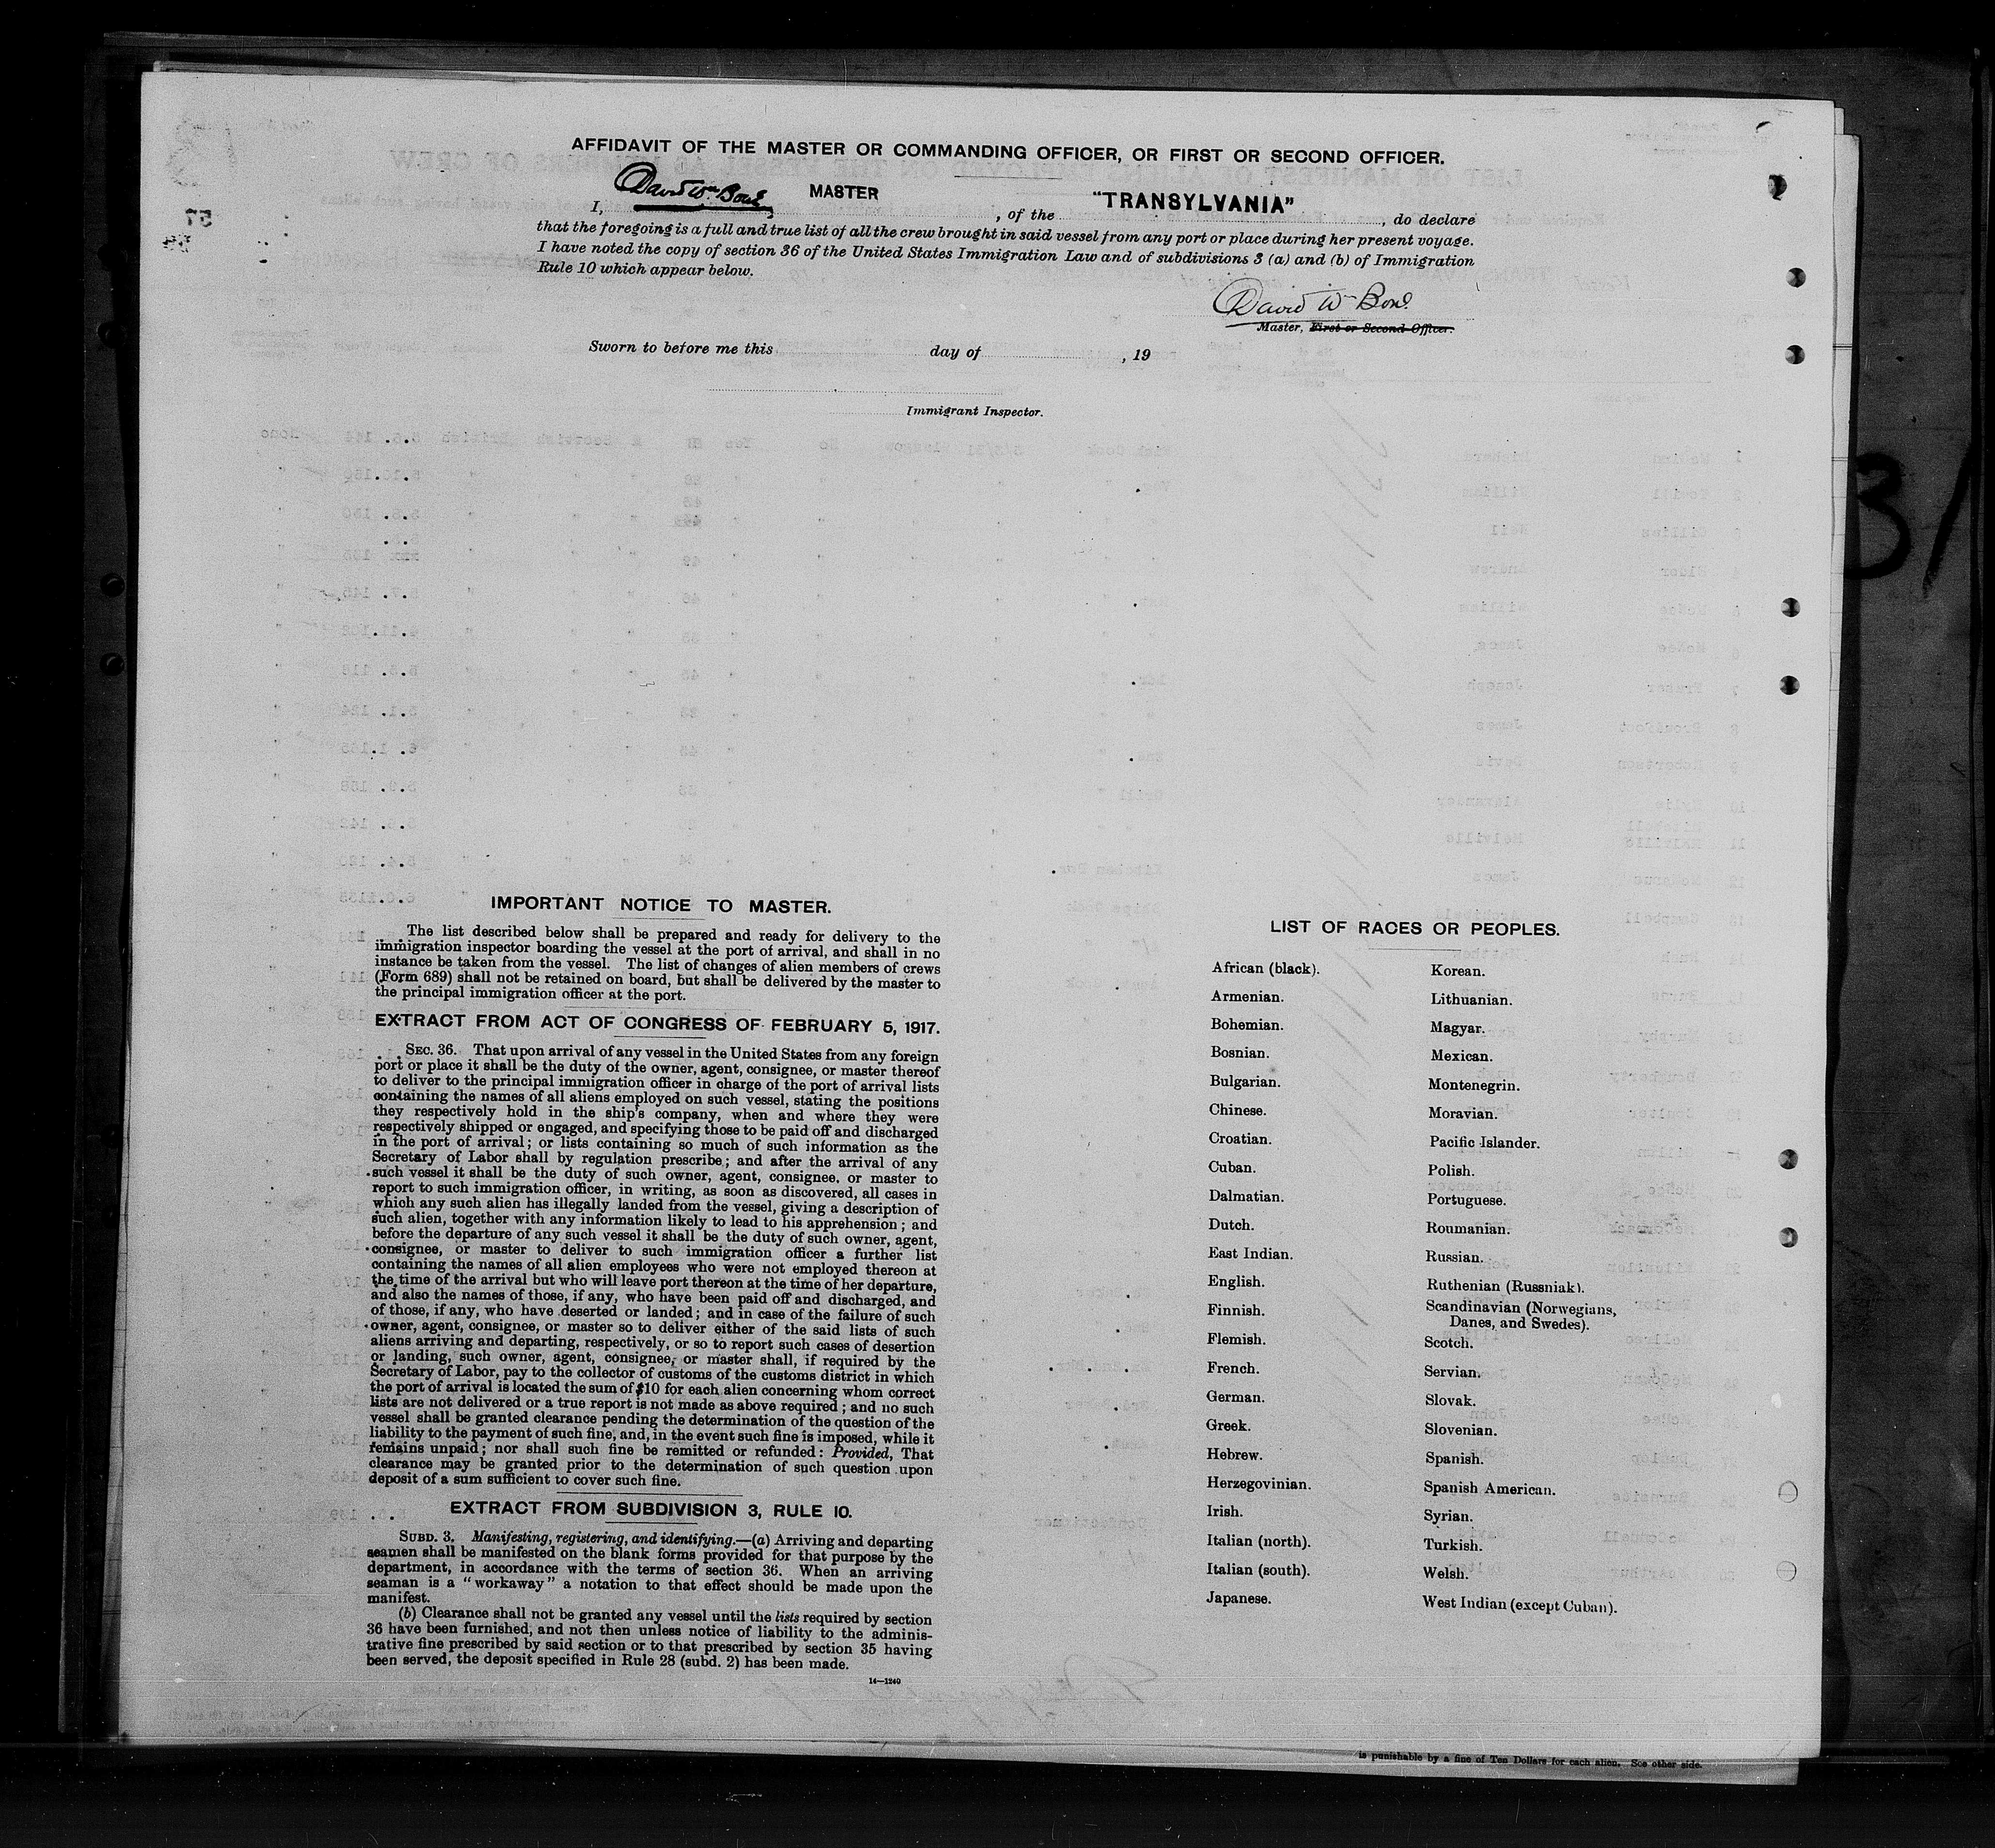 AFFIDAVIT OF THE MASTER OR COMMANDING OFFICER, OR FIRST OR SECOND OFFICER.
I, David Wm. Bone, MASTER, of the "TRANSYLVANIA", do declare
that the foregoing is a full and true list of all the crew brought in said vessel from any port or place during her present voyage.
I have noted the copy of section 36 of the United States Immigration Law and of subdivisions 3 (a) and (b) of Immigration
Rule 10 which appear below.
David Wm Bone
Master, First or Second Officer.
Sworn to before me this day of , 19
Immigrant Inspector.
IMPORTANT NOTICE TO MASTER.
The list described below shall be prepared and ready for delivery to the
immigration inspector boarding the vessel at the port of arrival, and shall in no
instance be taken from the vessel. The list of changes of alien members of crews
(Form 689) shall not be retained on board, but shall be delivered by the master to
the principal immigration officer at the port.
EXTRACT FROM ACT OF CONGRESS OF FEBRUARY 5, 1917.
SEC. 36. That upon arrival of any vessel in the United States from any foreign
port or place it shall be the duty of the owner, agent, consignee, or master thereof
to deliver to the principal immigration officer in charge of the port of arrival lists
containing the names of all aliens employed on such vessel, stating the positions
they respectively hold in the ship's company, when and where they were
respectively shipped or engaged, and specifying those to be paid off and discharged
in the port of arrival; or lists containing so much of such information as the
Secretary of Labor shall by regulation prescribe; and after the arrival of any
such vessel it shall be the duty of such owner, agent, consignee, or master to
report to such immigration officer, in writing, as soon as discovered, all cases in
which any such alien has illegally landed from the vessel, giving a description of
such alien, together with any information likely to lead to his apprehension; and
before the departure of any such vessel it shall be the duty of such owner, agent,
consignee, or master to deliver to such immigration officer a further list
containing the names of all alien employees who were not employed thereon at
the time of the arrival but who will leave port thereon at the time of her departure,
and also the names of those, if any, who have been paid off and discharged, and
of those, if any, who have deserted or landed; and in case of the failure of such
owner, agent, consignee, or master so to deliver either of the said lists of such
aliens arriving and departing, respectively, or so to report such cases of desertion
or landing, such owner, agent, consignee, or master shall, if required by the
Secretary of Labor, pay to the collector of customs of the customs district in which
the port of arrival is located the sum of $10 for each alien concerning whom correct
lists are not delivered or a true report is not made as above required; and no such
vessel shall be granted clearance pending the determination of the question of the
liability to the payment of such fine, and, in the event such fine is imposed, while it
remains unpaid; nor shall such fine be remitted or refunded: Provided, That
clearance may be granted prior to the determination of such question upon
deposit of a sum sufficient to cover such fine.
EXTRACT FROM SUBDIVISION 3, RULE 10.
SUBD. 3. Manifesting, registering, and identifying.—(a) Arriving and departing
seamen shall be manifested on the blank forms provided for that purpose by the
department, in accordance with the terms of section 36. When an arriving
seaman is a "workaway" a notation to that effect should be made upon the
manifest.
(b) Clearance shall not be granted any vessel until the lists required by section
36 have been furnished, and not then unless notice of liability to the adminis-
trative fine prescribed by said section or to that prescribed by section 35 having
been served, the deposit specified in Rule 28 (subd. 2) has been made.
14—1240
LIST OF RACES OR PEOPLES.
African (black).
Armenian.
Bohemian.
Bosnian.
Bulgarian.
Chinese.
Croatian.
Cuban.
Dalmatian.
Dutch.
East Indian.
English.
Finnish.
Flemish.
French.
German.
Greek.
Hebrew.
Herzegovinian.
Irish.
Italian (north).
Italian (south).
Japanese.
Korean.
Lithuanian.
Magyar.
Mexican.
Montenegrin.
Moravian.
Pacific Islander.
Polish.
Portuguese.
Roumanian.
Russian.
Ruthenian (Russniak).
Scandinavian (Norwegians,
Danes, and Swedes).
Scotch.
Servian.
Slovak.
Slovenian.
Spanish.
Spanish American.
Syrian.
Turkish.
Welsh.
West Indian (except Cuban).
is punishable by a fine of Ten Dollars for each alien. See other side.
31